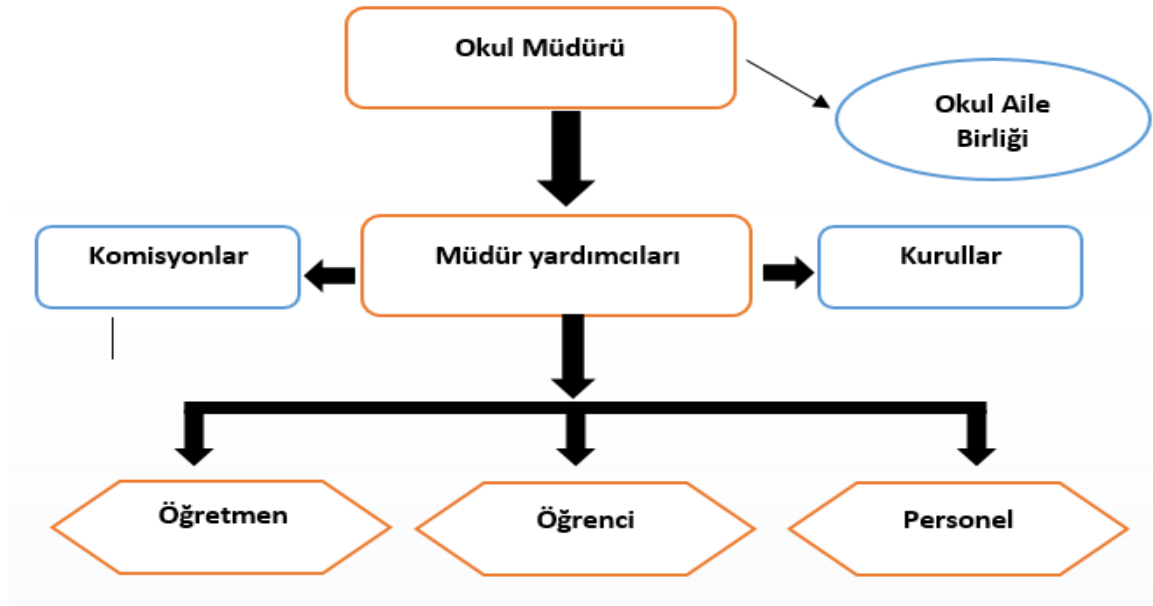 Okul Müdürü
Okul Aile
Birliği
Komisyonlar
Müdür yardımcıları
Kurullar
Öğretmen
Öğrenci
Personel